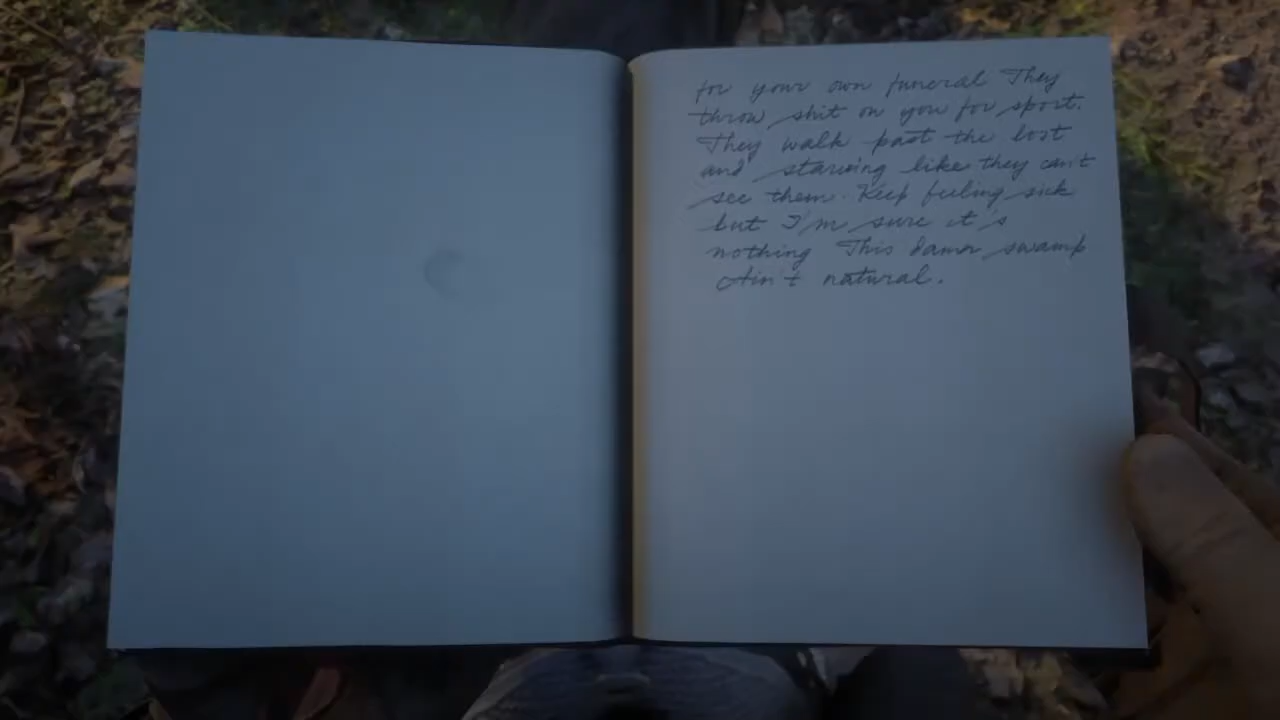 for your own funeral They
throw shit on you for sport.
They walk past the lost
and starving like they can't
see them. Keep feeling sick
but I'm sure it's
nothing This damn swamp
Ain't natural.